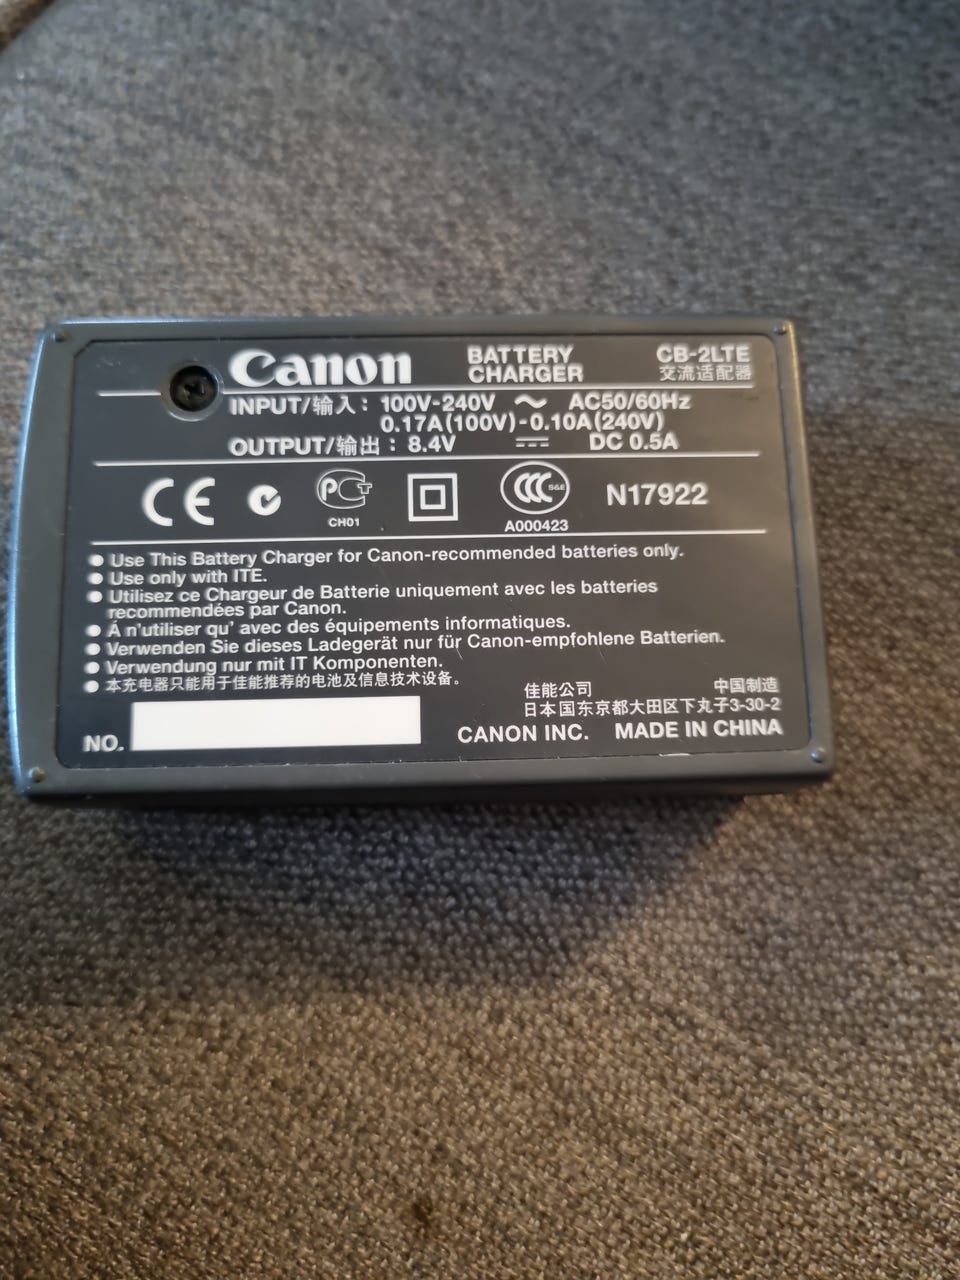 Canon BATTERY CHARGER CB-2LTE
交流适配器
INPUT/输入: 100V-240V ~ AC50/60Hz
0.17A(100V)-0.10A(240V)
OUTPUT/输出: 8.4V ⎓ DC 0.5A
CE PCT CCC S&E N17922
CH01 A000423
● Use This Battery Charger for Canon-recommended batteries only.
● Use only with ITE.
● Utilisez ce Chargeur de Batterie uniquement avec les batteries
recommendées par Canon.
● Á n'utiliser qu' avec des équipements informatiques.
● Verwenden Sie dieses Ladegerät nur für Canon-empfohlene Batterien.
● Verwendung nur mit IT Komponenten.
● 本充电器只能用于佳能推荐的电池及信息技术设备。
佳能公司 中国制造
日本国东京都大田区下丸子3-30-2
NO. CANON INC. MADE IN CHINA